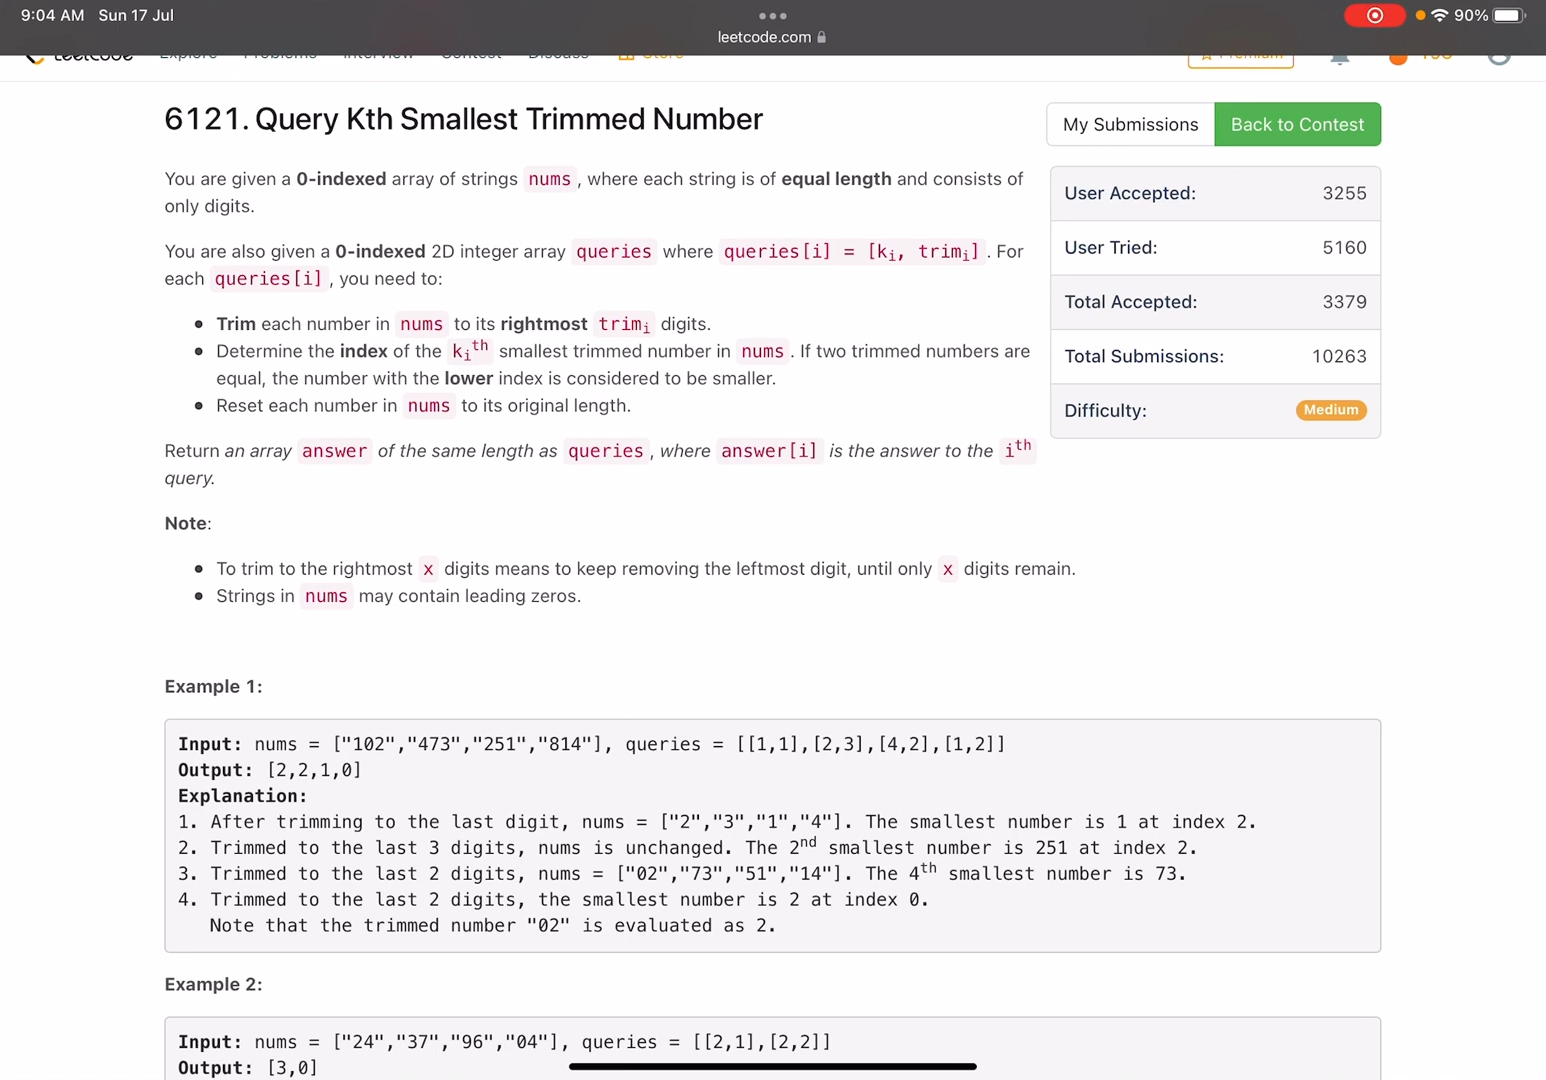 9:04 AM Sun 17 Jul
90%
leetcode.com
LeetCode Explore Problems Interview Contest Discuss Store Premium
6121. Query Kth Smallest Trimmed Number
My Submissions Back to Contest
You are given a 0-indexed array of strings nums , where each string is of equal length and consists of
only digits.
You are also given a 0-indexed 2D integer array queries where queries[i] = [ki, trimi] . For
each queries[i] , you need to:
• Trim each number in nums to its rightmost trimi digits.
• Determine the index of the kith smallest trimmed number in nums . If two trimmed numbers are
equal, the number with the lower index is considered to be smaller.
• Reset each number in nums to its original length.
Return an array answer of the same length as queries , where answer[i] is the answer to the ith
query.
User Accepted: 3255
User Tried: 5160
Total Accepted: 3379
Total Submissions: 10263
Difficulty: Medium
Note:
• To trim to the rightmost x digits means to keep removing the leftmost digit, until only x digits remain.
• Strings in nums may contain leading zeros.
Example 1:
Input: nums = ["102","473","251","814"], queries = [[1,1],[2,3],[4,2],[1,2]]
Output: [2,2,1,0]
Explanation:
1. After trimming to the last digit, nums = ["2","3","1","4"]. The smallest number is 1 at index 2.
2. Trimmed to the last 3 digits, nums is unchanged. The 2nd smallest number is 251 at index 2.
3. Trimmed to the last 2 digits, nums = ["02","73","51","14"]. The 4th smallest number is 73.
4. Trimmed to the last 2 digits, the smallest number is 2 at index 0.
Note that the trimmed number "02" is evaluated as 2.
Example 2:
Input: nums = ["24","37","96","04"], queries = [[2,1],[2,2]]
Output: [3,0]